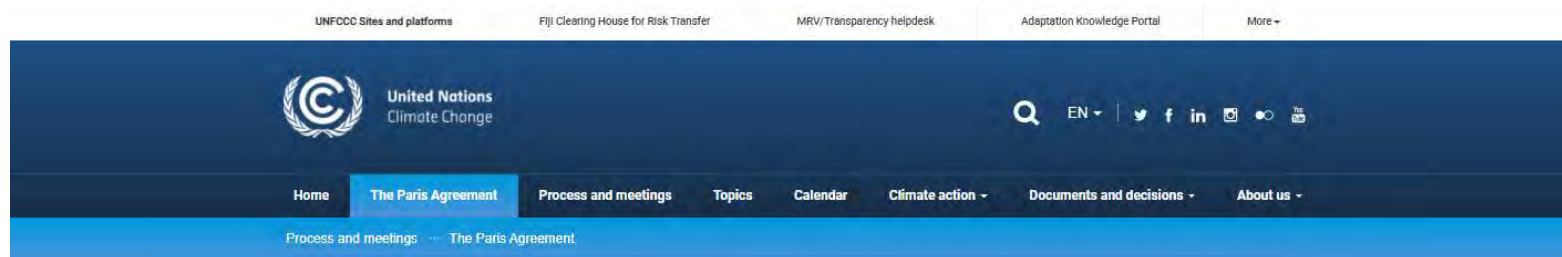 UNFCCC Sites and platforms Fiji Clearing House for Risk Transfer MRV/Transparency helpdesk Adaptation Knowledge Portal More
United Nations
Climate Change
EN
Home The Paris Agreement Process and meetings Topics Calendar Climate action Documents and decisions About us
Process and meetings The Paris Agreement